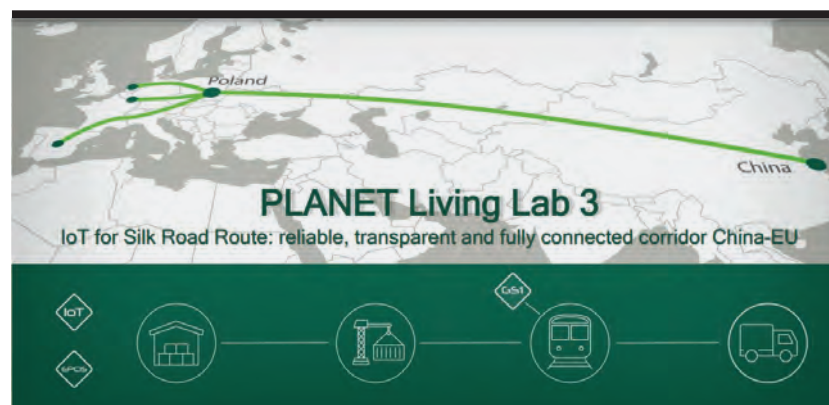 Poland
China
PLANET Living Lab 3
IoT for Silk Road Route: reliable, transparent and fully connected corridor China-EU
GS1
IoT
EPCIS